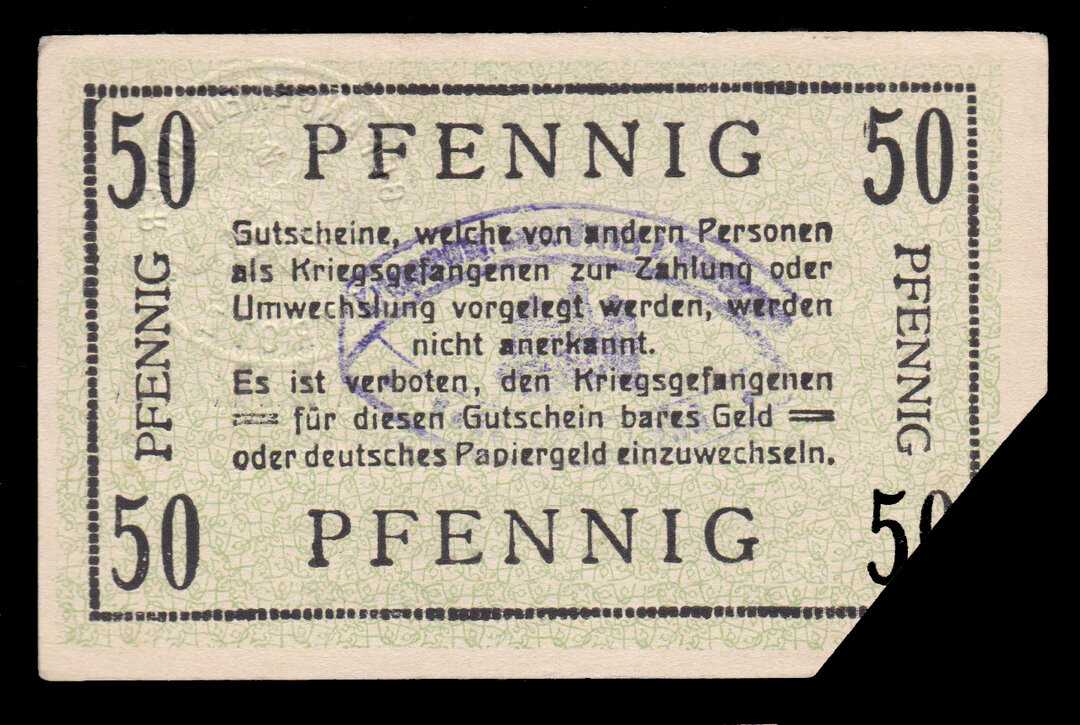 50 PFENNIG 50
Gutscheine, welche von andern Personen
als Kriegsgefangenen zur Zahlung oder
Umwechslung vorgelegt werden, werden
nicht anerkannt.
Es ist verboten, den Kriegsgefangenen
für diesen Gutschein bares Geld
oder deutsches Papiergeld einzuwechseln.
PFENNIG
PFENNIG
50 PFENNIG 50